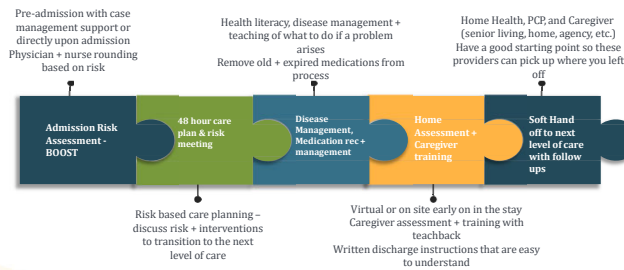 Pre-admission with case
management support or
directly upon admission
Physician + nurse rounding
based on risk
Health literacy, disease management +
teaching of what to do if a problem
arises
Remove old + expired medications from
process
Home Health, PCP, and Caregiver
(senior living, home, agency, etc.)
Have a good starting point so these
providers can pick up where you left
off
Admission Risk
Assessment -
BOOST
48 hour care
plan & risk
meeting
Disease
Management,
Medication rec +
management
Home
Assessment +
Caregiver
training
Soft Hand
off to next
level of care
with follow
ups
Risk based care planning –
discuss risk + interventions
to transition to the next
level of care
Virtual or on site early on in the stay
Caregiver assessment + training with
teachback
Written discharge instructions that are easy
to understand